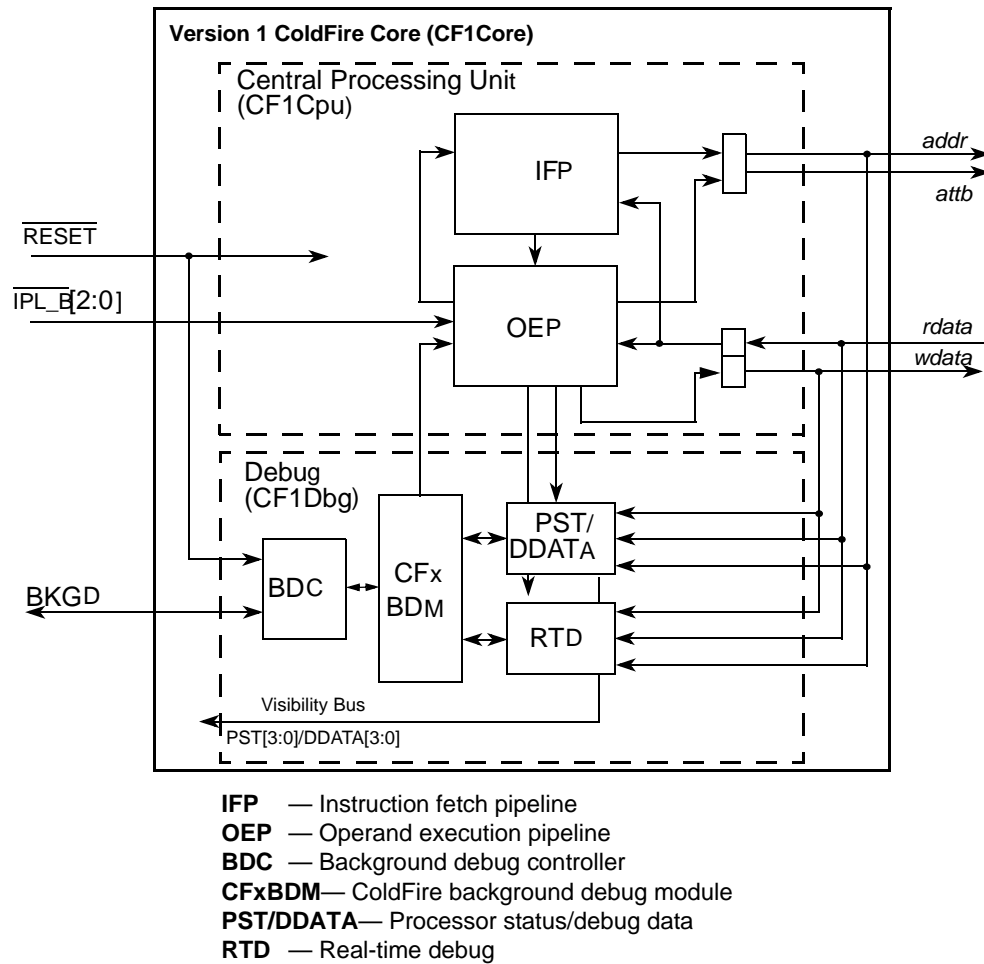 Version 1 ColdFire Core (CF1Core)
Central Processing Unit
(CF1Cpu)
IFP
addr
attb
RESET
IPL_B[2:0]
OEP
rdata
wdata
Debug
(CF1Dbg)
PST/
DDATA
BDC
CFx
BDM
BKGD
RTD
Visibility Bus
PST[3:0]/DDATA[3:0]
IFP — Instruction fetch pipeline
OEP — Operand execution pipeline
BDC — Background debug controller
CFxBDM— ColdFire background debug module
PST/DDATA— Processor status/debug data
RTD — Real-time debug